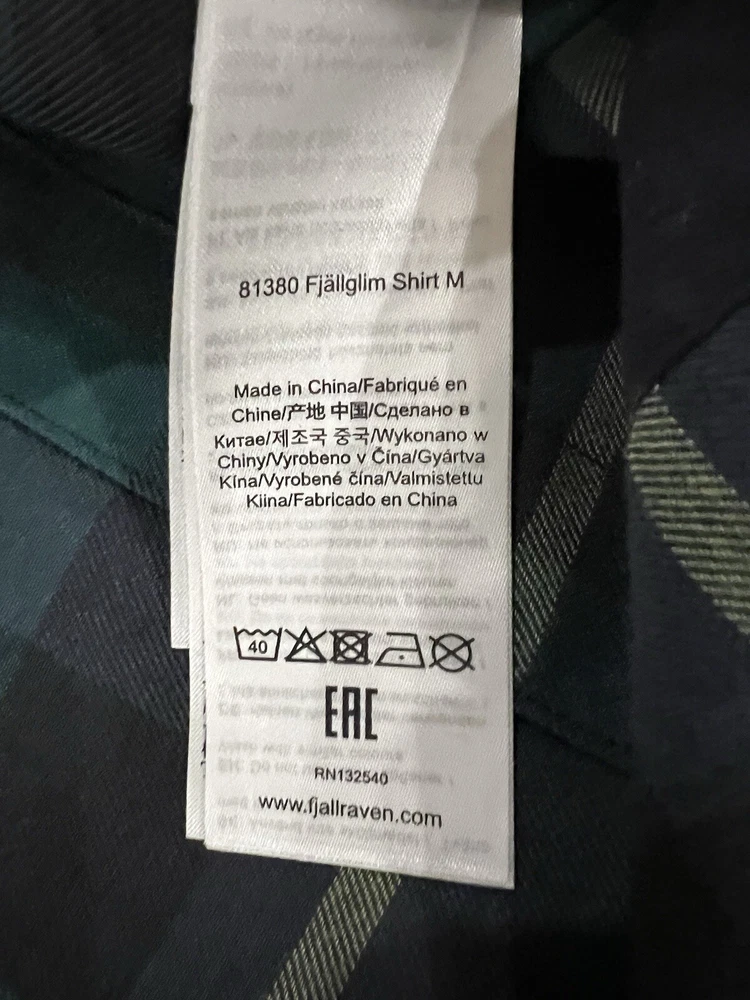 81380 Fjällglim Shirt M
Made in China/Fabriqué en
Chine/产地 中国/Сделано в
Китае/제조국 중국/Wykonano w
Chiny/Vyrobeno v Čína/Gyártva
Kína/Vyrobené čína/Valmistettu
Kiina/Fabricado en China
40
EAC
RN132540
www.fjallraven.com